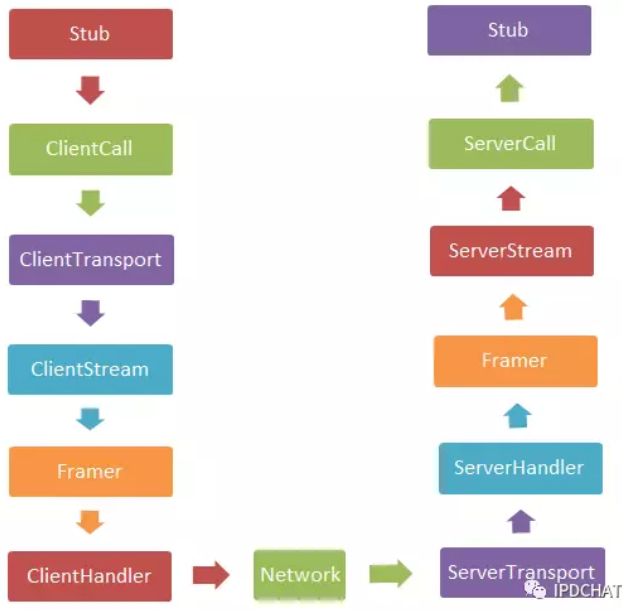 Stub
ClientCall
ClientTransport
ClientStream
Framer
ClientHandler
Network
ServerTransport
ServerHandler
Framer
ServerStream
ServerCall
Stub
IPDCHAT